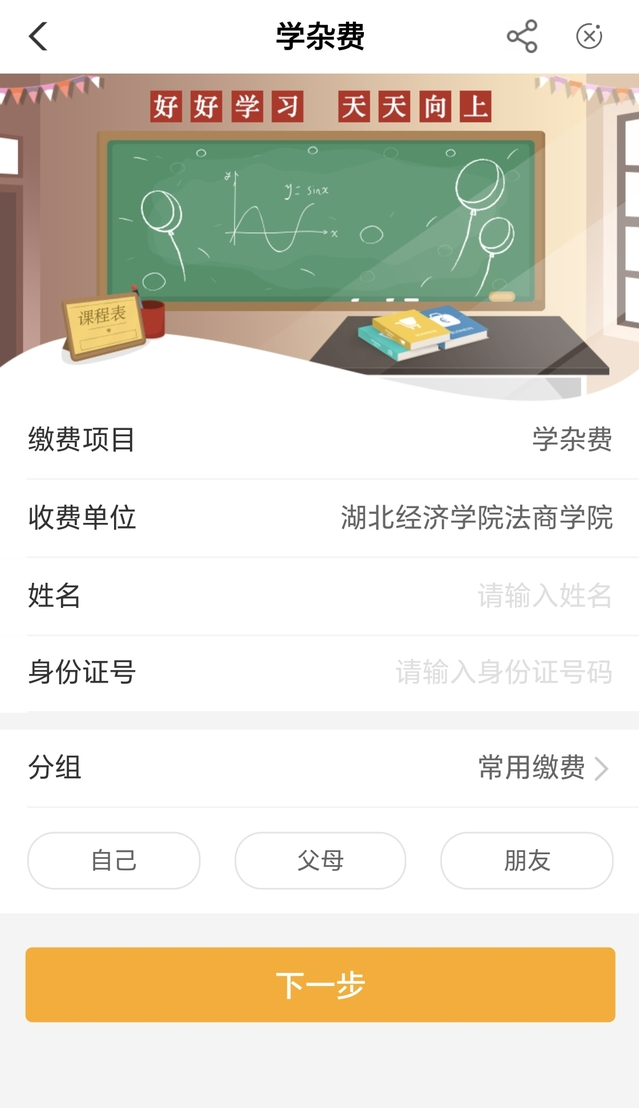 学杂费
好好学习 天天向上
y
y=sinx
x
课程表
缴费项目 学杂费
收费单位 湖北经济学院法商学院
姓名 请输入姓名
身份证号 请输入身份证号码
分组 常用缴费
自己 父母 朋友
下一步